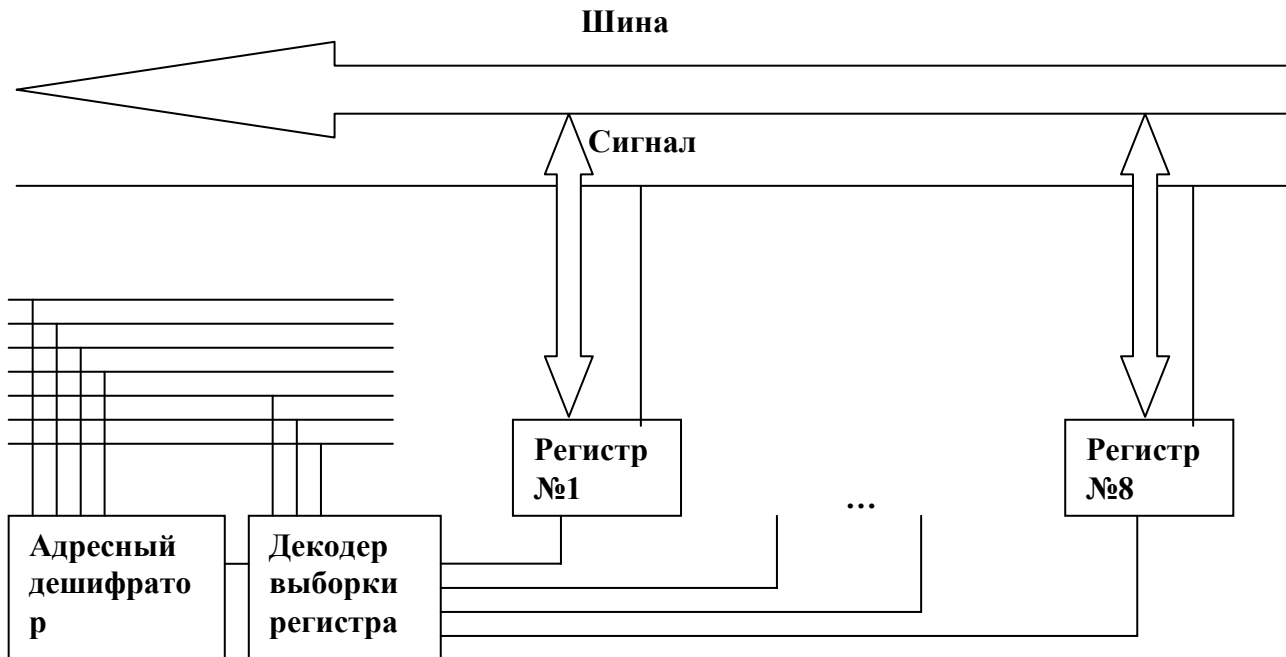 Шина
Сигнал
Регистр
№1
Регистр
№8
...
Адресный
дешифрато
р
Декодер
выборки
регистра